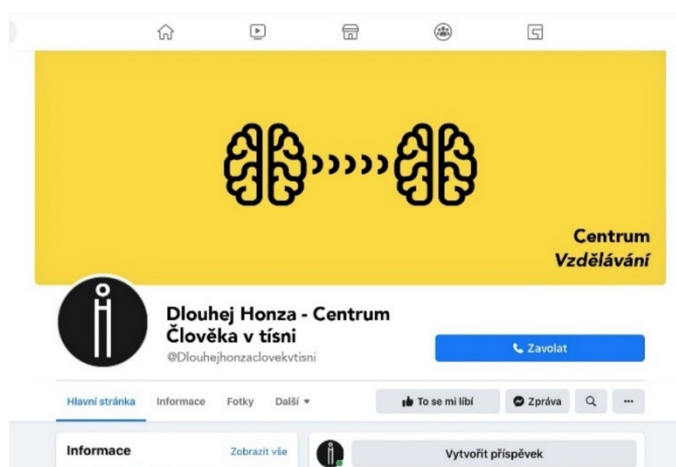 Centrum
Vzdělávání
Dlouhej Honza - Centrum
Člověka v tísni
@Dlouhejhonzaclovekvtisni
Zavolat
Hlavní stránka Informace Fotky Další To se mi líbí Zpráva
Informace Zobrazit vše Vytvořit příspěvek